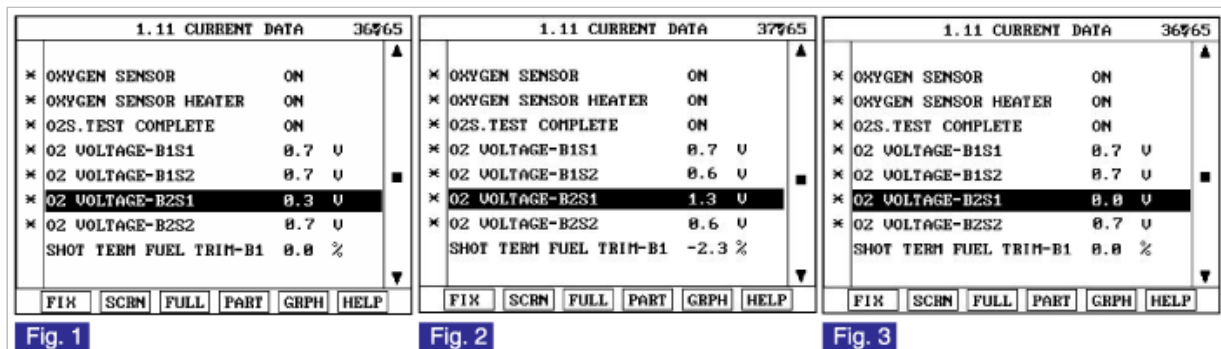 1.11 CURRENT DATA 36▼65
* OXYGEN SENSOR ON
* OXYGEN SENSOR HEATER ON
* O2S.TEST COMPLETE ON
* O2 VOLTAGE-B1S1 0.7 V
* O2 VOLTAGE-B1S2 0.7 V
* O2 VOLTAGE-B2S1 0.3 V
* O2 VOLTAGE-B2S2 0.7 V
SHOT TERM FUEL TRIM-B1 0.0 %
FIX SCRN FULL PART GRPH HELP
Fig. 1
1.11 CURRENT DATA 37▼65
* OXYGEN SENSOR ON
* OXYGEN SENSOR HEATER ON
* O2S.TEST COMPLETE ON
* O2 VOLTAGE-B1S1 0.7 V
* O2 VOLTAGE-B1S2 0.6 V
* O2 VOLTAGE-B2S1 1.3 V
* O2 VOLTAGE-B2S2 0.6 V
SHOT TERM FUEL TRIM-B1 -2.3 %
FIX SCRN FULL PART GRPH HELP
Fig. 2
1.11 CURRENT DATA 36▼65
* OXYGEN SENSOR ON
* OXYGEN SENSOR HEATER ON
* O2S.TEST COMPLETE ON
* O2 VOLTAGE-B1S1 0.7 V
* O2 VOLTAGE-B1S2 0.7 V
* O2 VOLTAGE-B2S1 0.0 V
* O2 VOLTAGE-B2S2 0.7 V
SHOT TERM FUEL TRIM-B1 0.0 %
FIX SCRN FULL PART GRPH HELP
Fig. 3